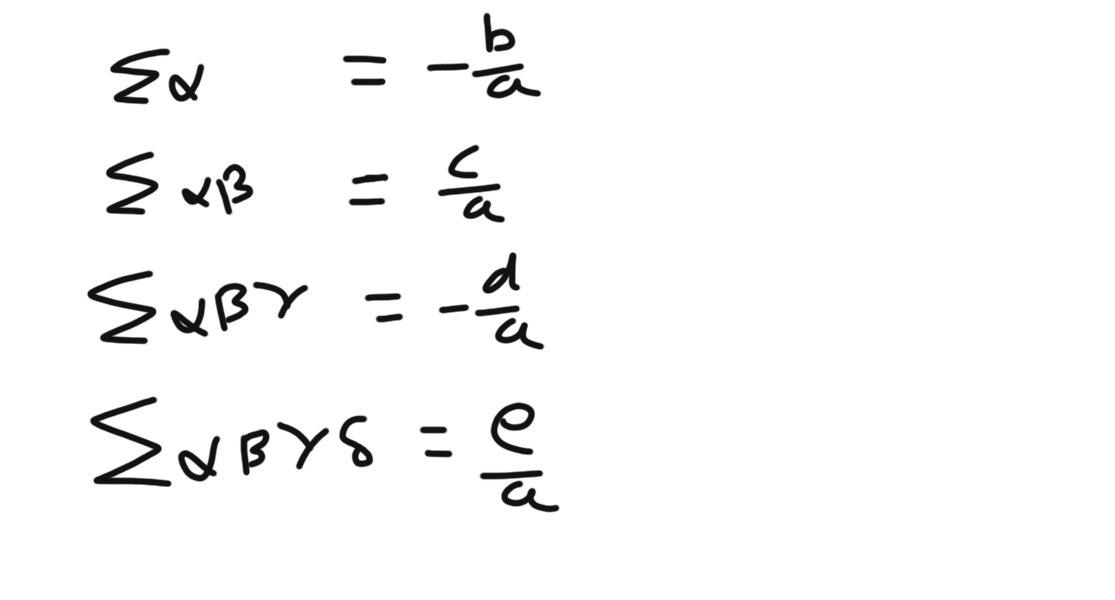 Σα = -b/a
Σαβ = c/a
Σαβγ = -d/a
Σαβγδ = e/a